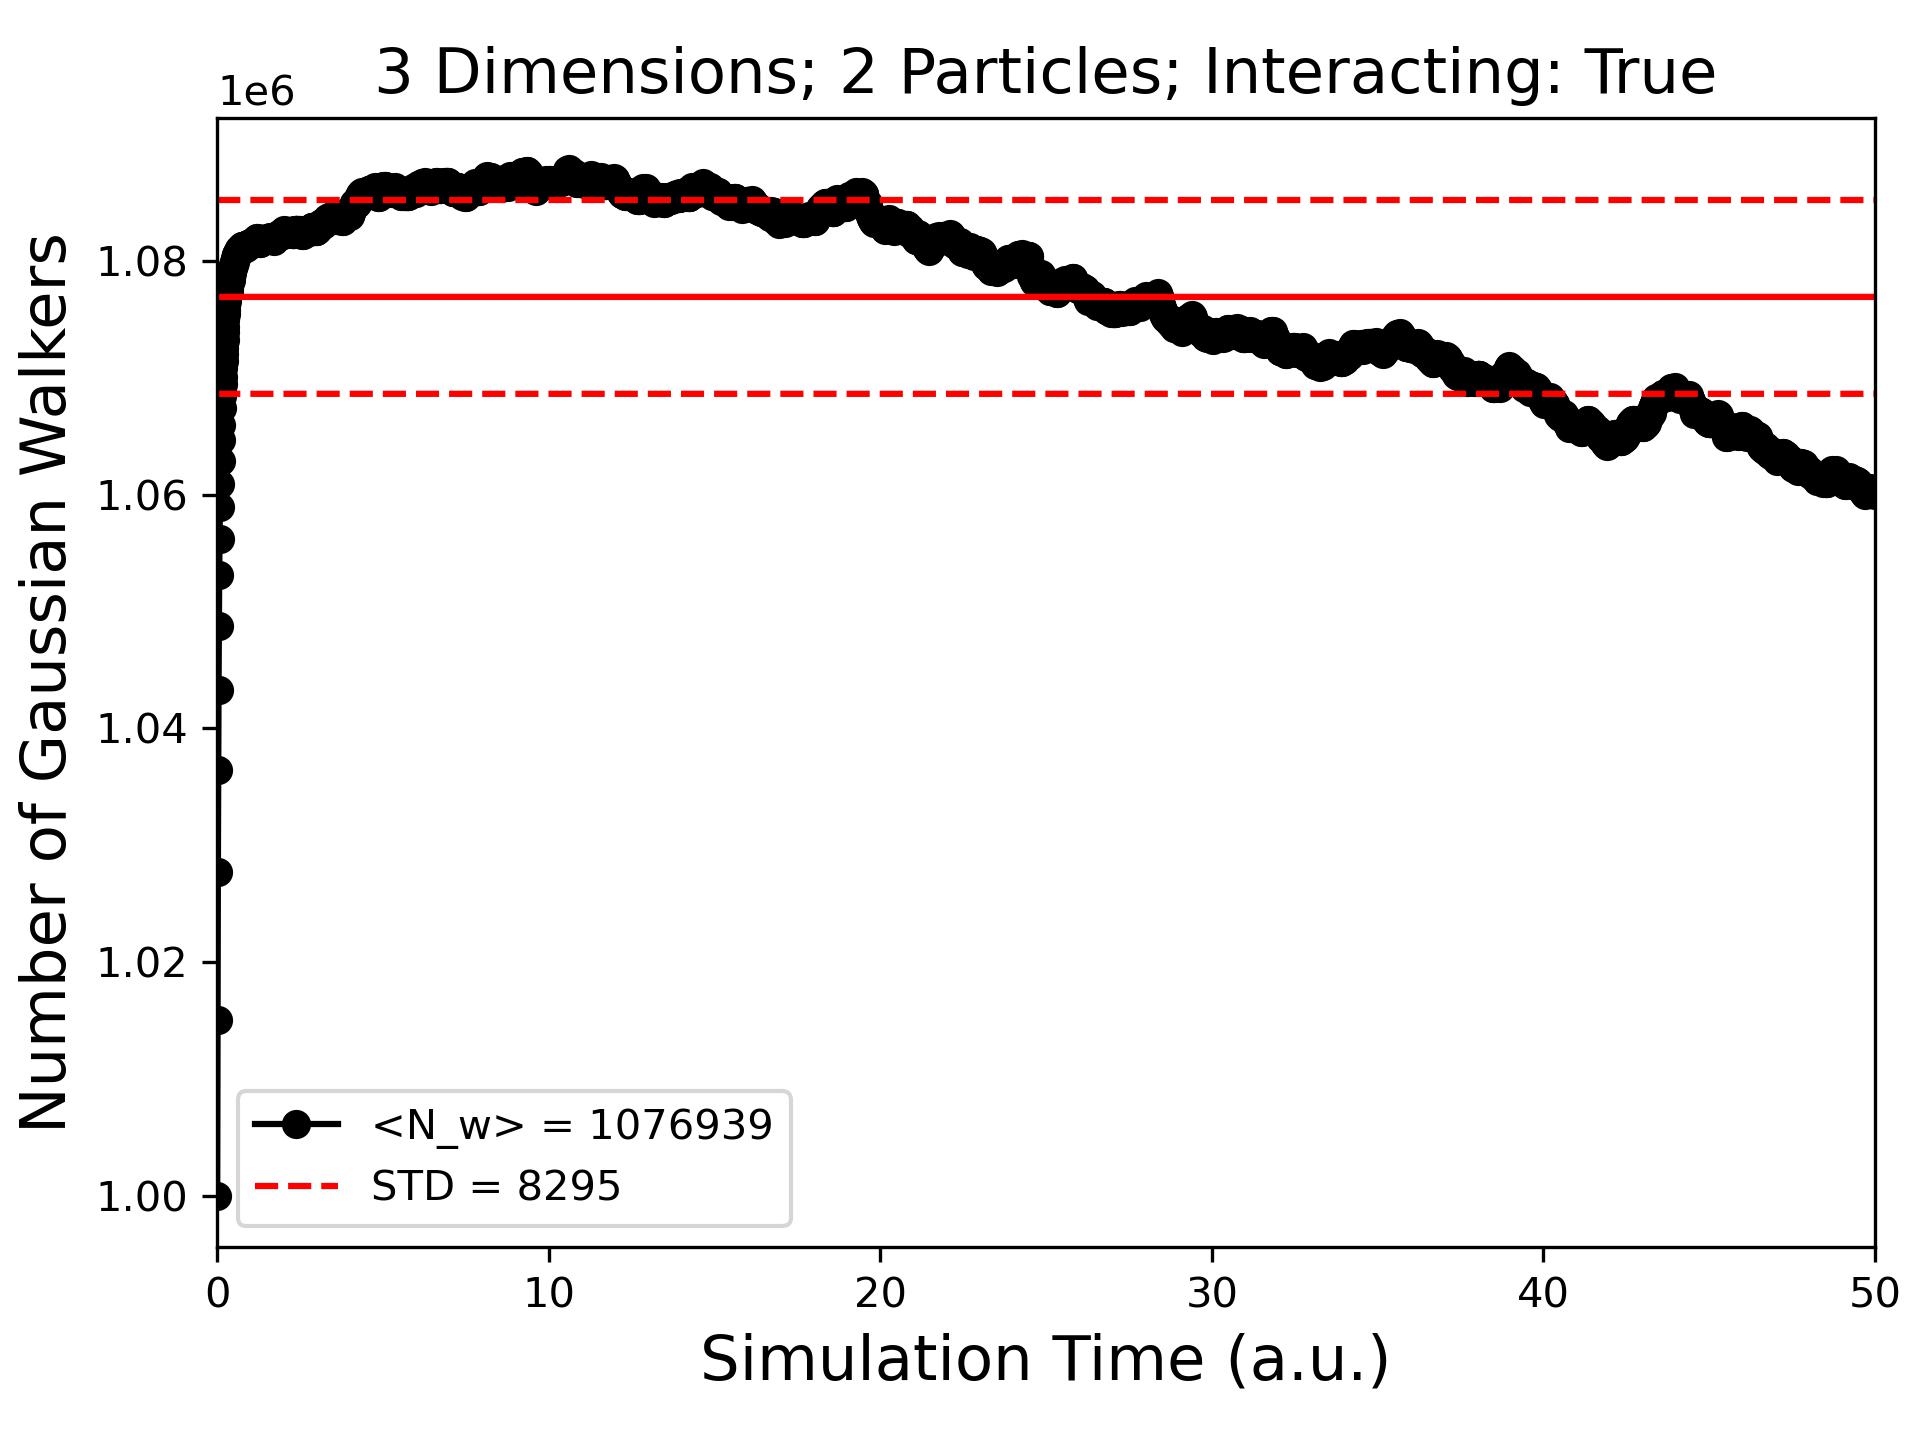 3 Dimensions; 2 Particles; Interacting: True
1e6
Number of Gaussian Walkers
1.08
1.06
1.04
1.02
1.00
<N_w> = 1076939
STD = 8295
0 10 20 30 40 50
Simulation Time (a.u.)